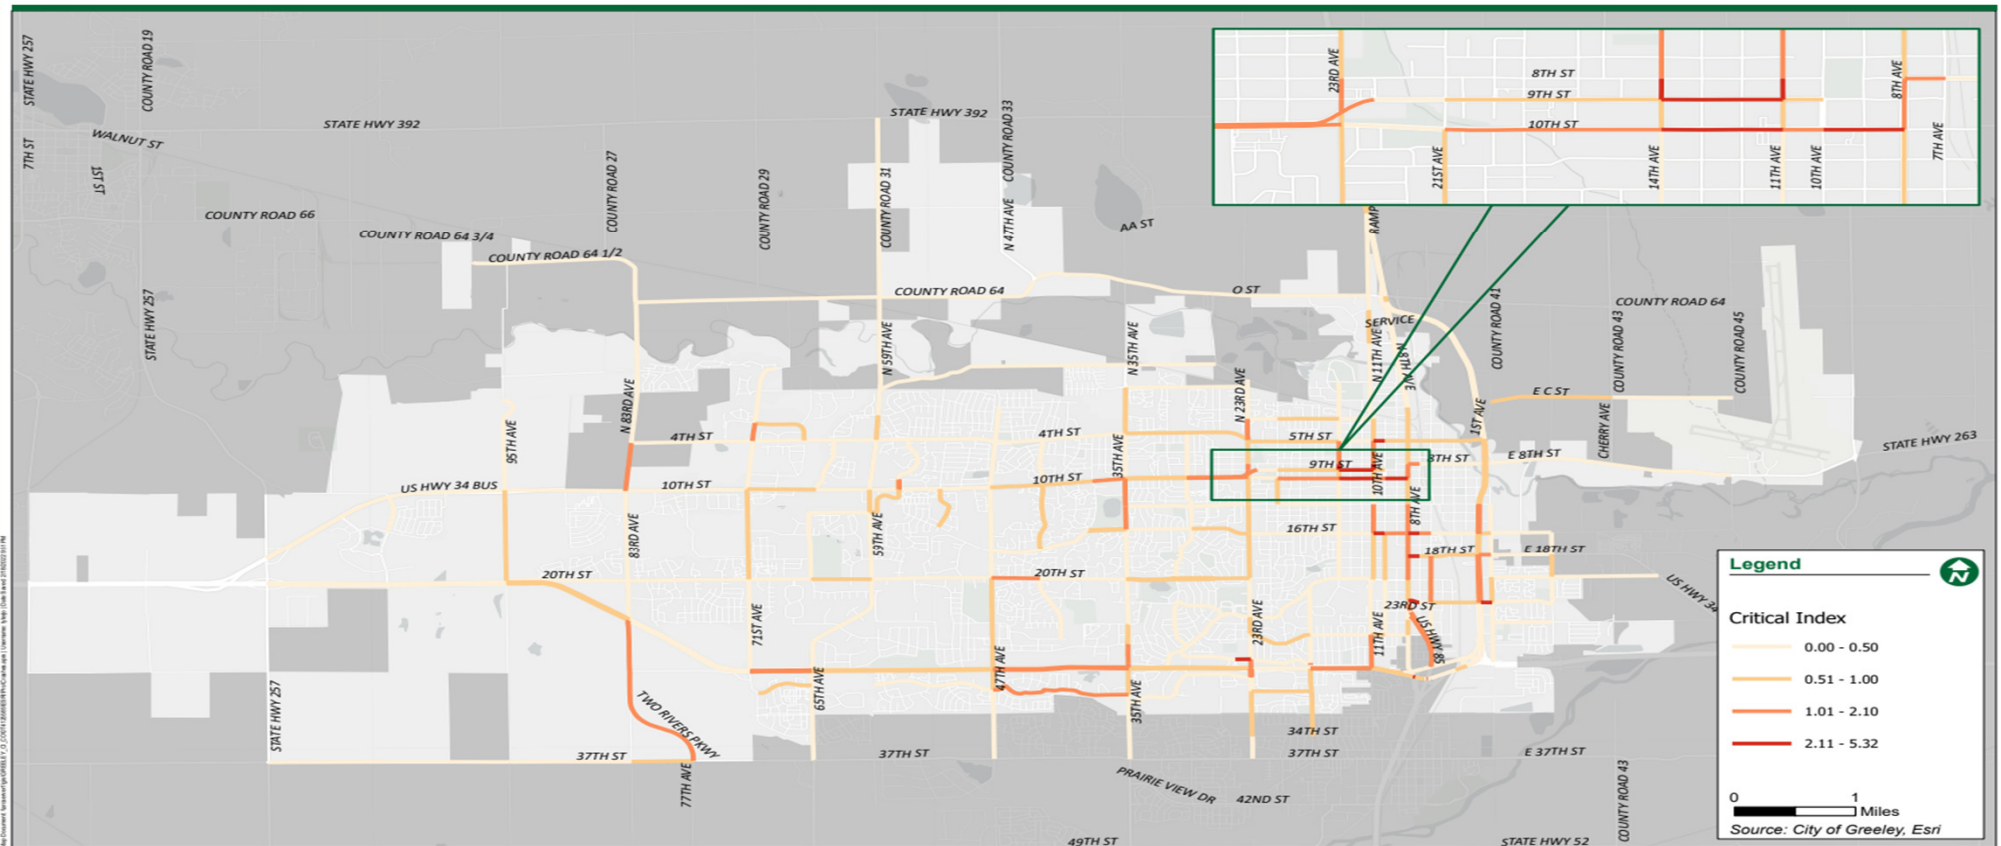 STATE HWY 257
COUNTY ROAD 19
7TH ST
WALNUT ST
1ST ST
STATE HWY 392
COUNTY ROAD 66
COUNTY ROAD 64 3/4
COUNTY ROAD 64 1/2
COUNTY ROAD 27
COUNTY ROAD 29
COUNTY ROAD 31
STATE HWY 392
COUNTY ROAD 33
N 47TH AVE
AA ST
23RD AVE
8TH ST
9TH ST
10TH ST
21ST AVE
14TH AVE
11TH AVE
10TH AVE
8TH AVE
7TH AVE
RAMP
STATE HWY 257
COUNTY ROAD 64
O ST
SERVICE
COUNTY ROAD 41
COUNTY ROAD 64
COUNTY ROAD 43
COUNTY ROAD 45
N 59TH AVE
N 35TH AVE
N 23RD AVE
N 11TH AVE
N 8TH AVE
1ST AVE
E C ST
CHERRY AVE
STATE HWY 263
95TH AVE
N 83RD AVE
4TH ST
4TH ST
5TH ST
35TH AVE
9TH ST
10TH AVE
8TH ST
E 8TH ST
US HWY 34 BUS
10TH ST
10TH ST
8TH AVE
83RD AVE
59TH AVE
16TH ST
18TH ST
E 18TH ST
20TH ST
20TH ST
US HWY 34
71ST AVE
23RD AVE
23RD ST
11TH AVE
US HWY 85
65TH AVE
47TH AVE
35TH AVE
STATE HWY 257
TWO RIVERS PKWY
37TH ST
77TH AVE
37TH ST
34TH ST
37TH ST
E 37TH ST
PRAIRIE VIEW DR
42ND ST
COUNTY ROAD 43
49TH ST
STATE HWY 52
Legend
N
Critical Index
0.00 - 0.50
0.51 - 1.00
1.01 - 2.10
2.11 - 5.32
0 1
Miles
Source: City of Greeley, Esri